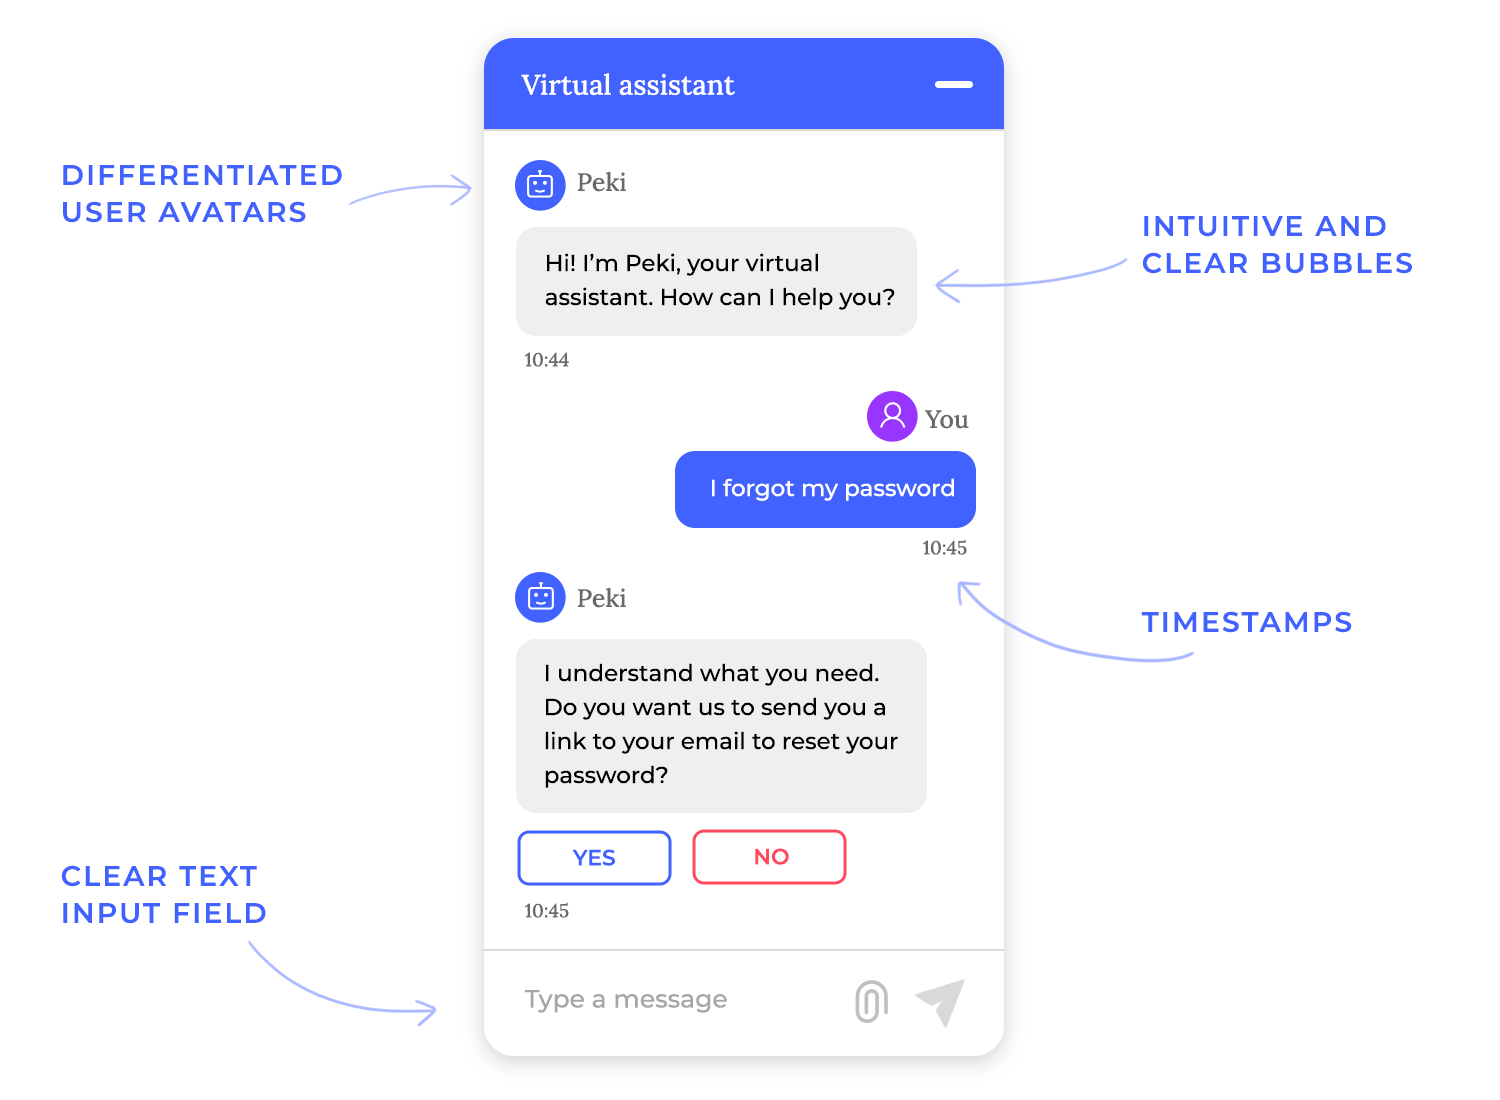 Virtual assistant
DIFFERENTIATED
USER AVATARS
Peki
INTUITIVE AND
CLEAR BUBBLES
Hi! I’m Peki, your virtual
assistant. How can I help you?
10:44
You
I forgot my password
10:45
TIMESTAMPS
Peki
I understand what you need.
Do you want us to send you a
link to your email to reset your
password?
YES
NO
10:45
CLEAR TEXT
INPUT FIELD
Type a message